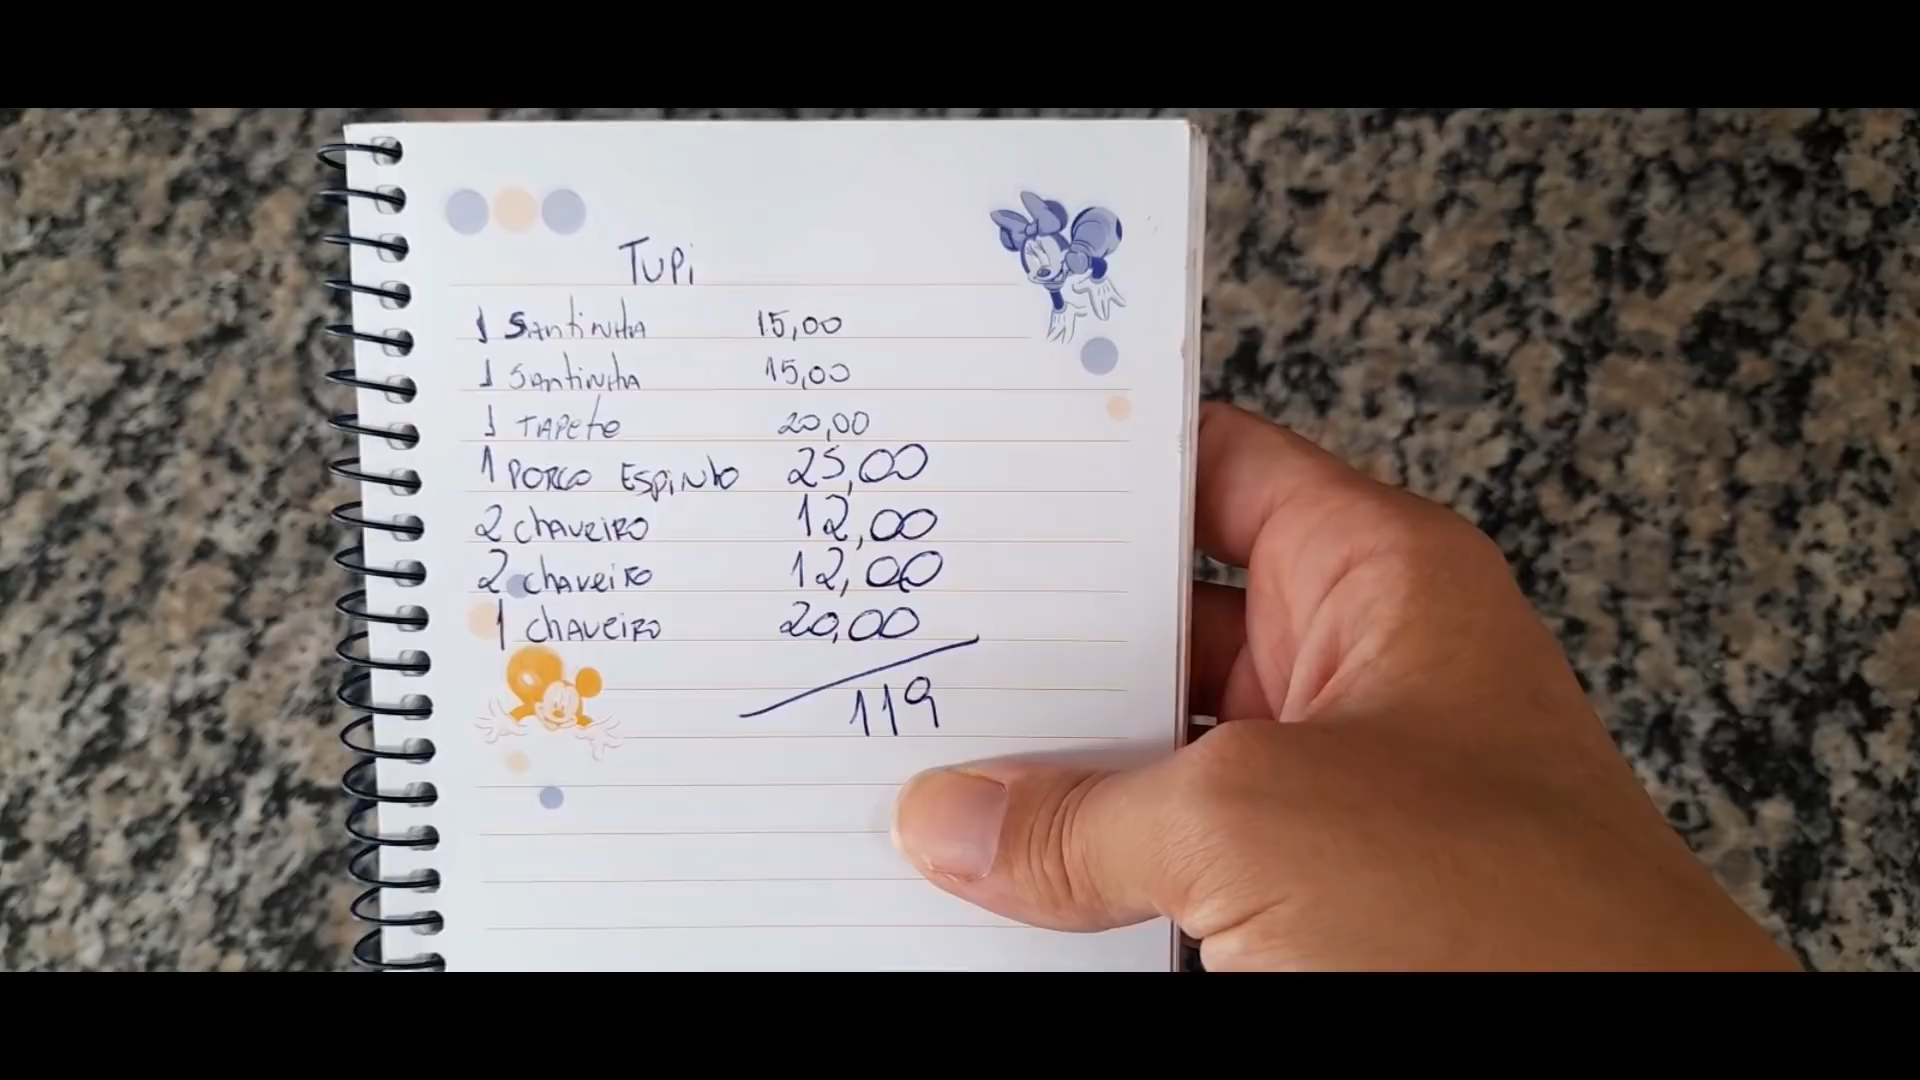 Tupi
1 Santinha 15,00
1 Santinha 15,00
1 Tapete 20,00
1 Porco Espinho 25,00
2 Chaveiro 12,00
2 Chaveiro 12,00
1 Chaveiro 20,00
119